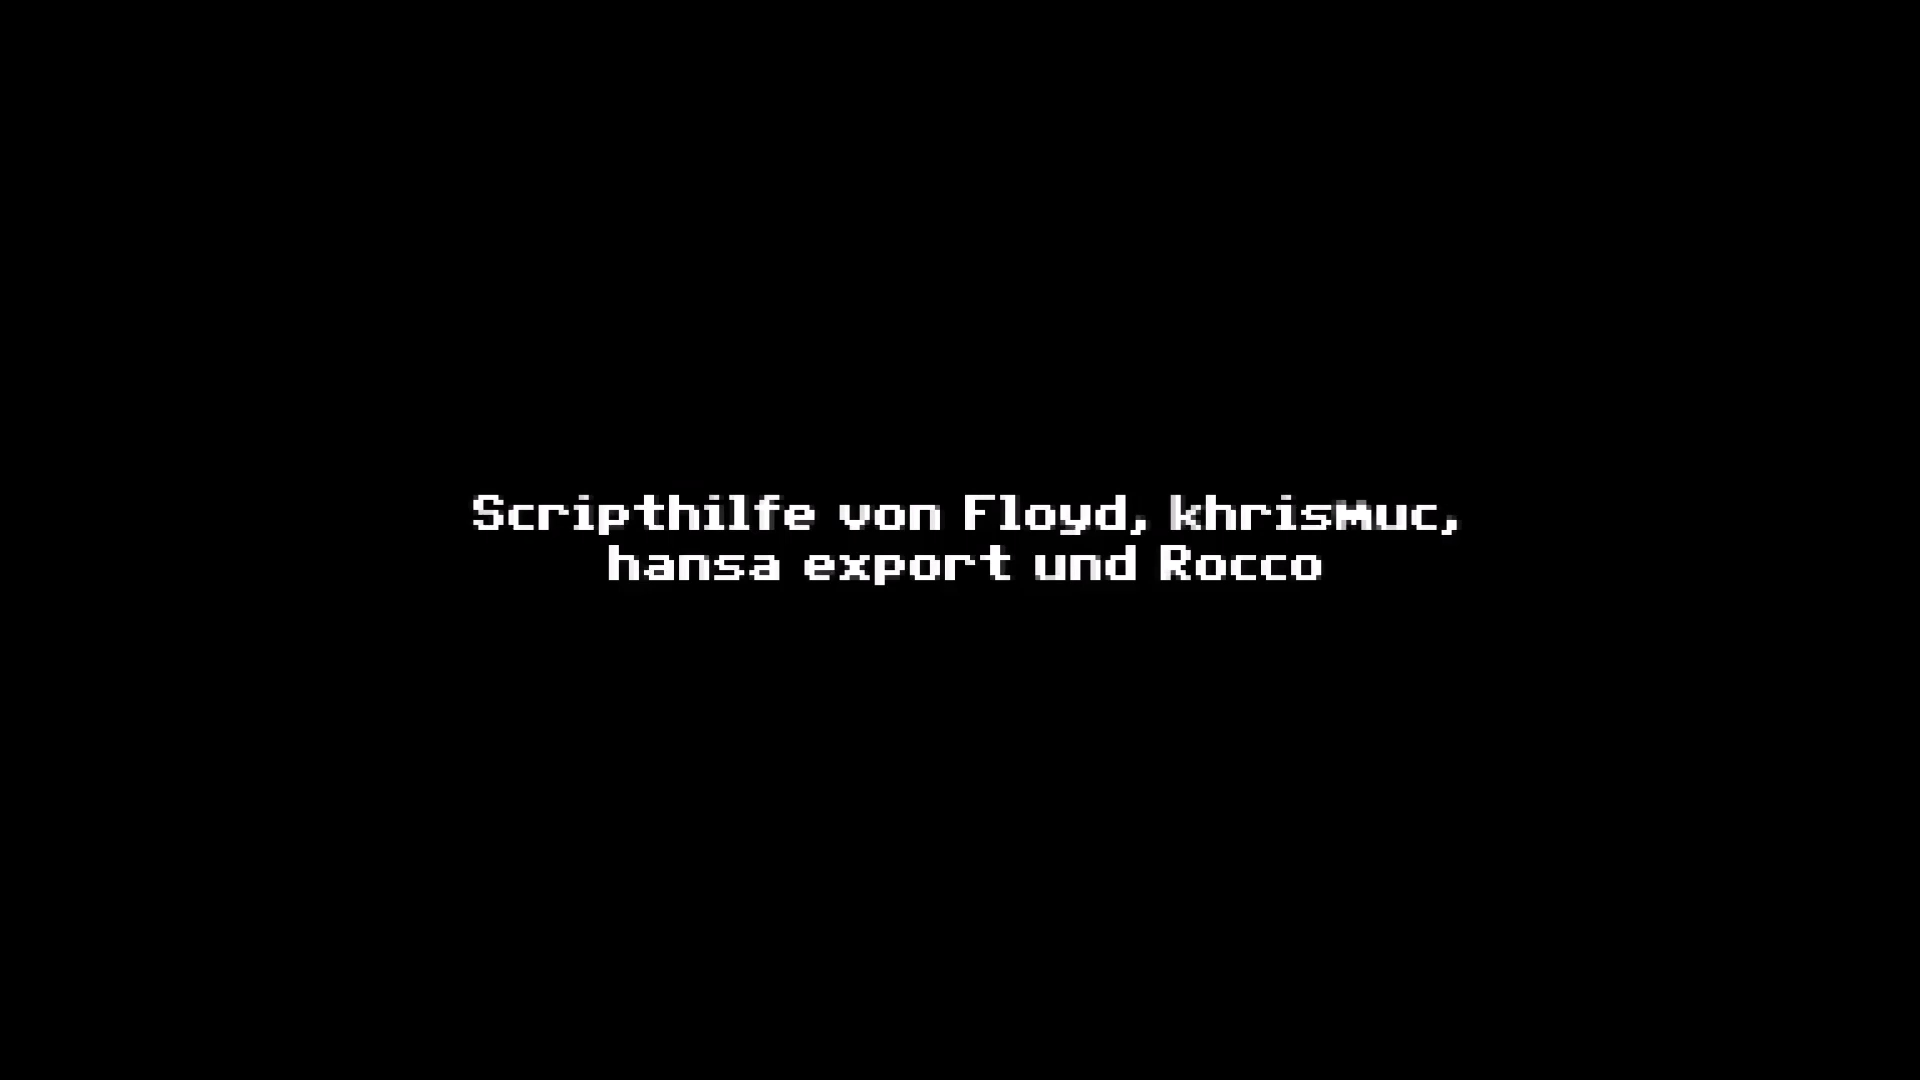 Scripthilfe von Floyd, khrismuc,
hansa export und Rocco